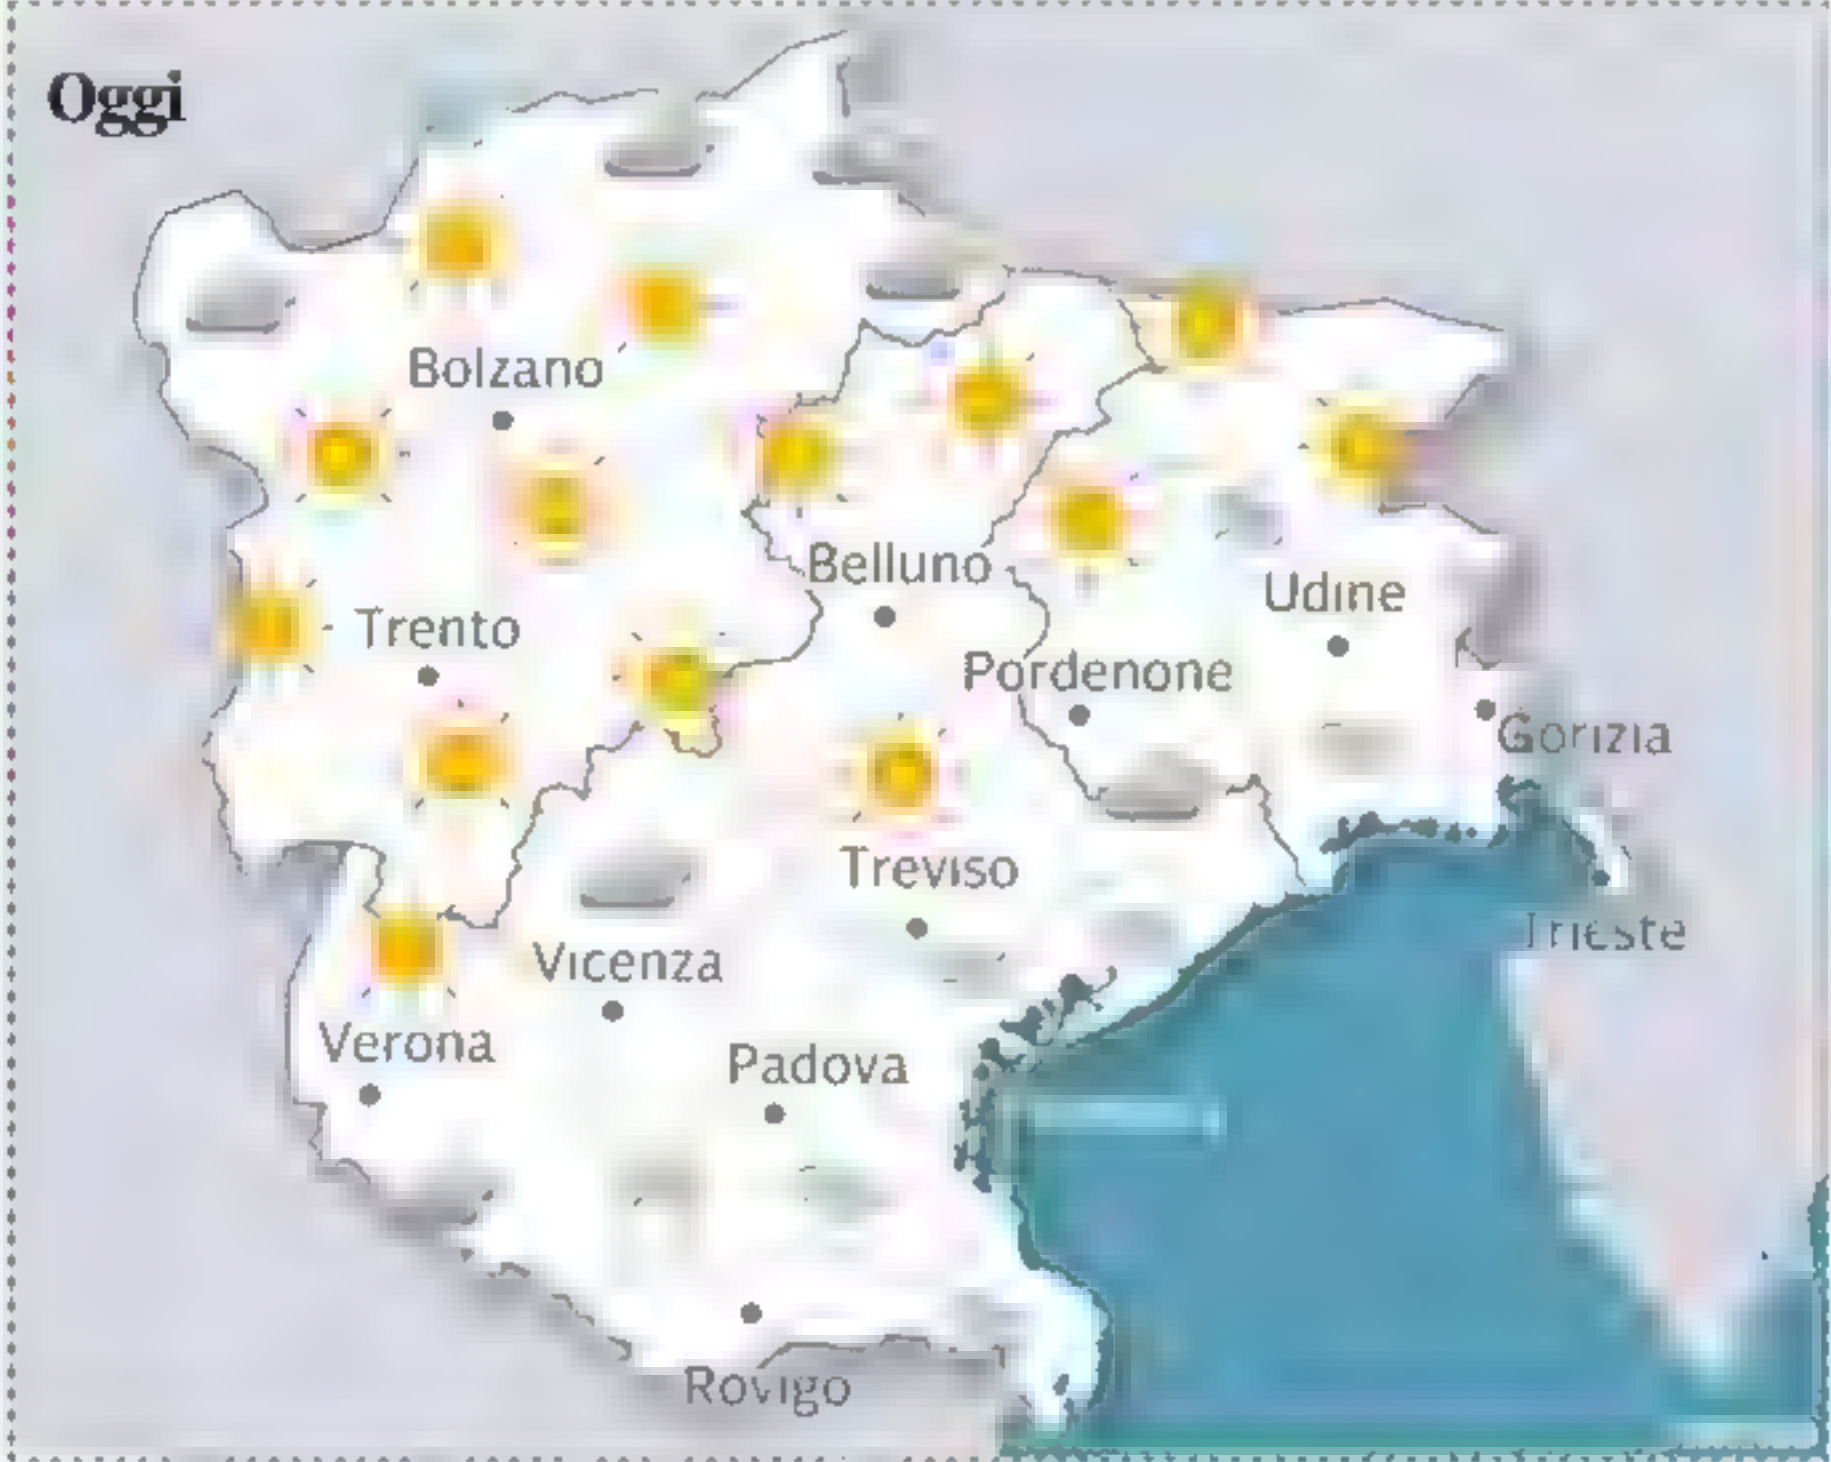 Oggi
Bolzano
Belluno
Udine
Trento
Pordenone
Gorizia
Treviso
Trieste
Vicenza
Verona
Padova
Rovigo